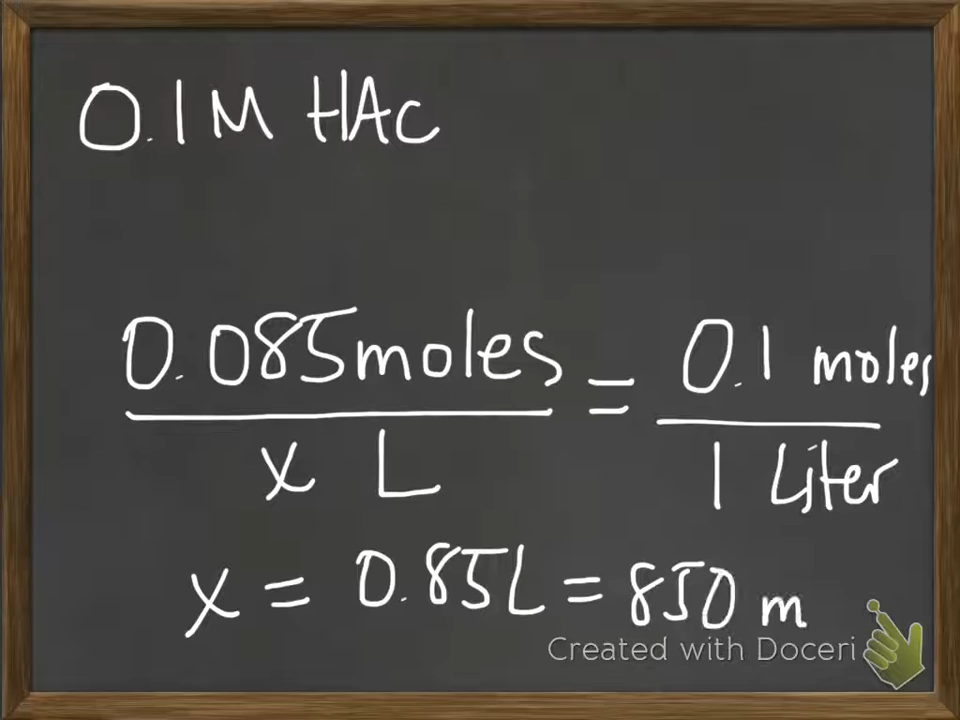 0.1M HAc
0.085moles = 0.1 moles
x L 1 Liter
x = 0.85L = 850 m
Created with Doceri